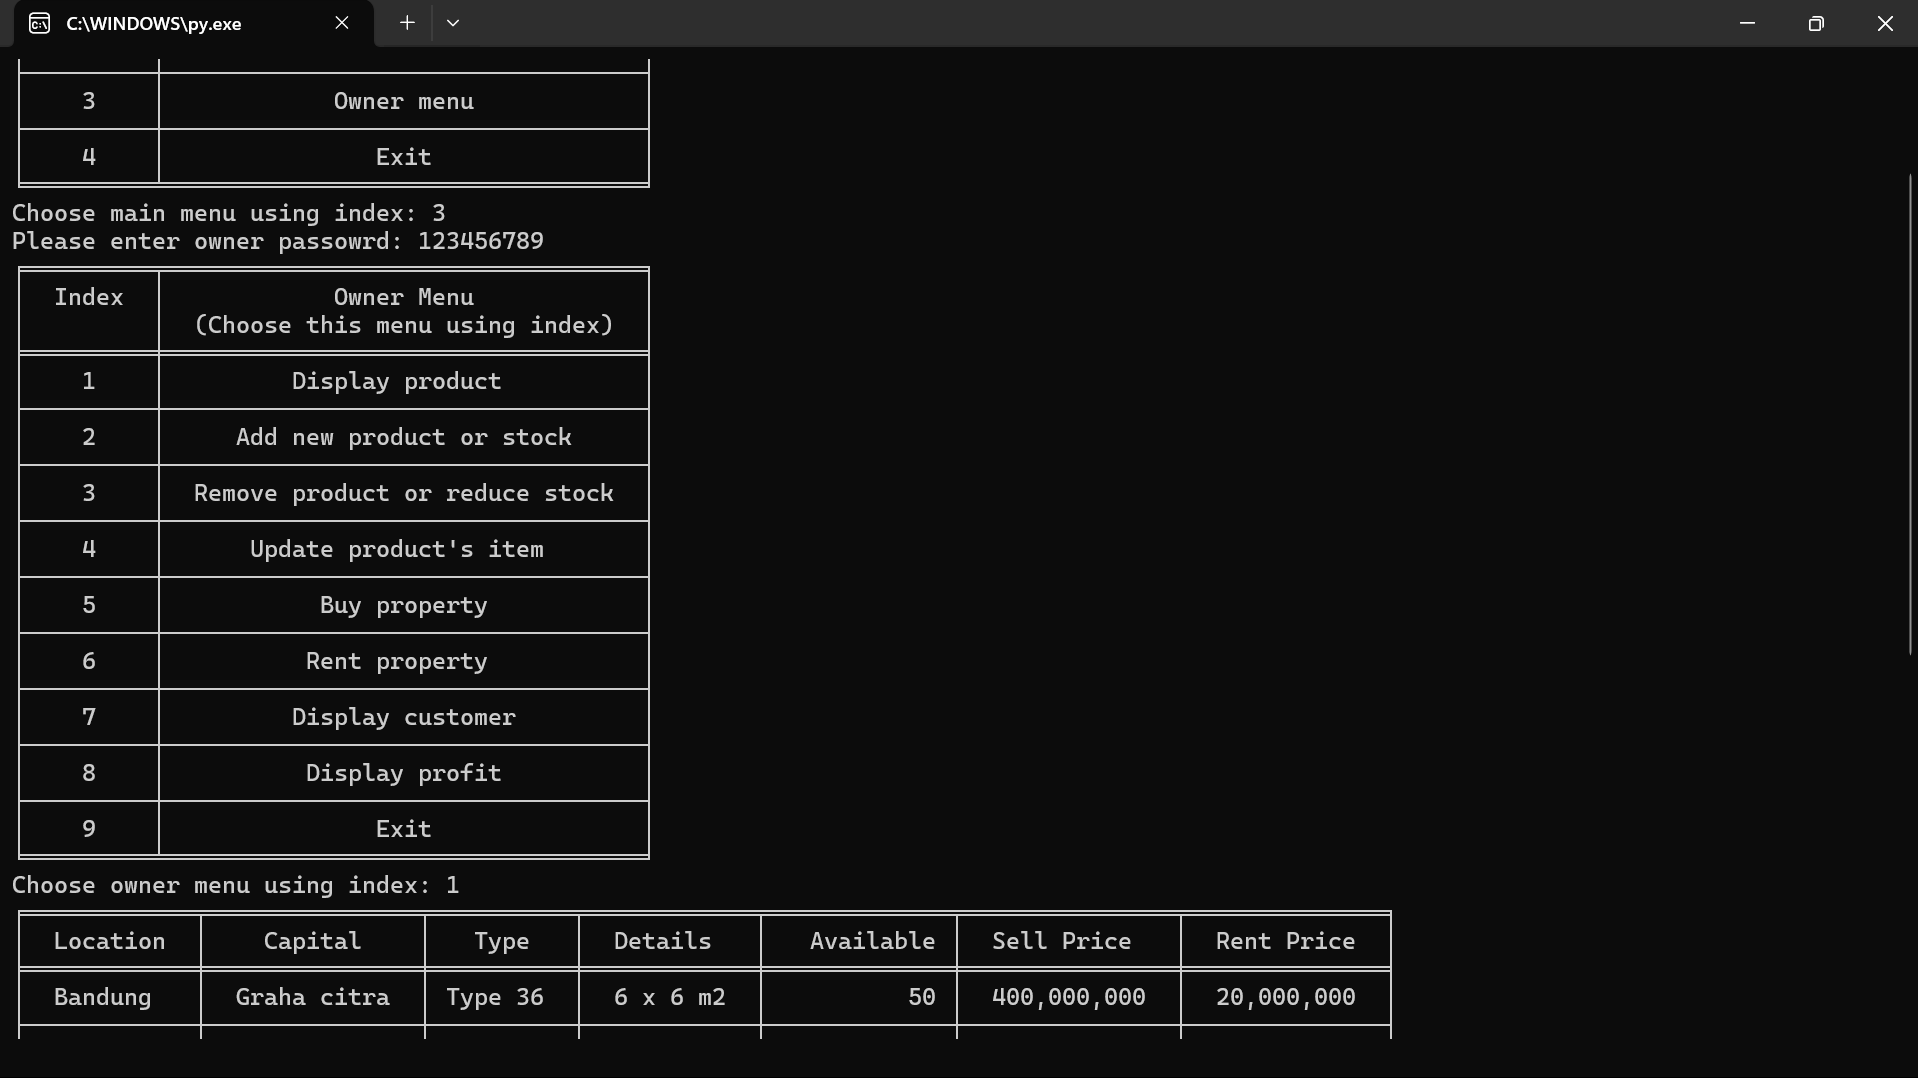 C:\WINDOWS\py.exe
3 Owner menu
4 Exit
Choose main menu using index: 3
Please enter owner passowrd: 123456789
Index Owner Menu
(Choose this menu using index)
1 Display product
2 Add new product or stock
3 Remove product or reduce stock
4 Update product's item
5 Buy property
6 Rent property
7 Display customer
8 Display profit
9 Exit
Choose owner menu using index: 1
Location Capital Type Details Available Sell Price Rent Price
Bandung Graha citra Type 36 6 x 6 m2 50 400,000,000 20,000,000